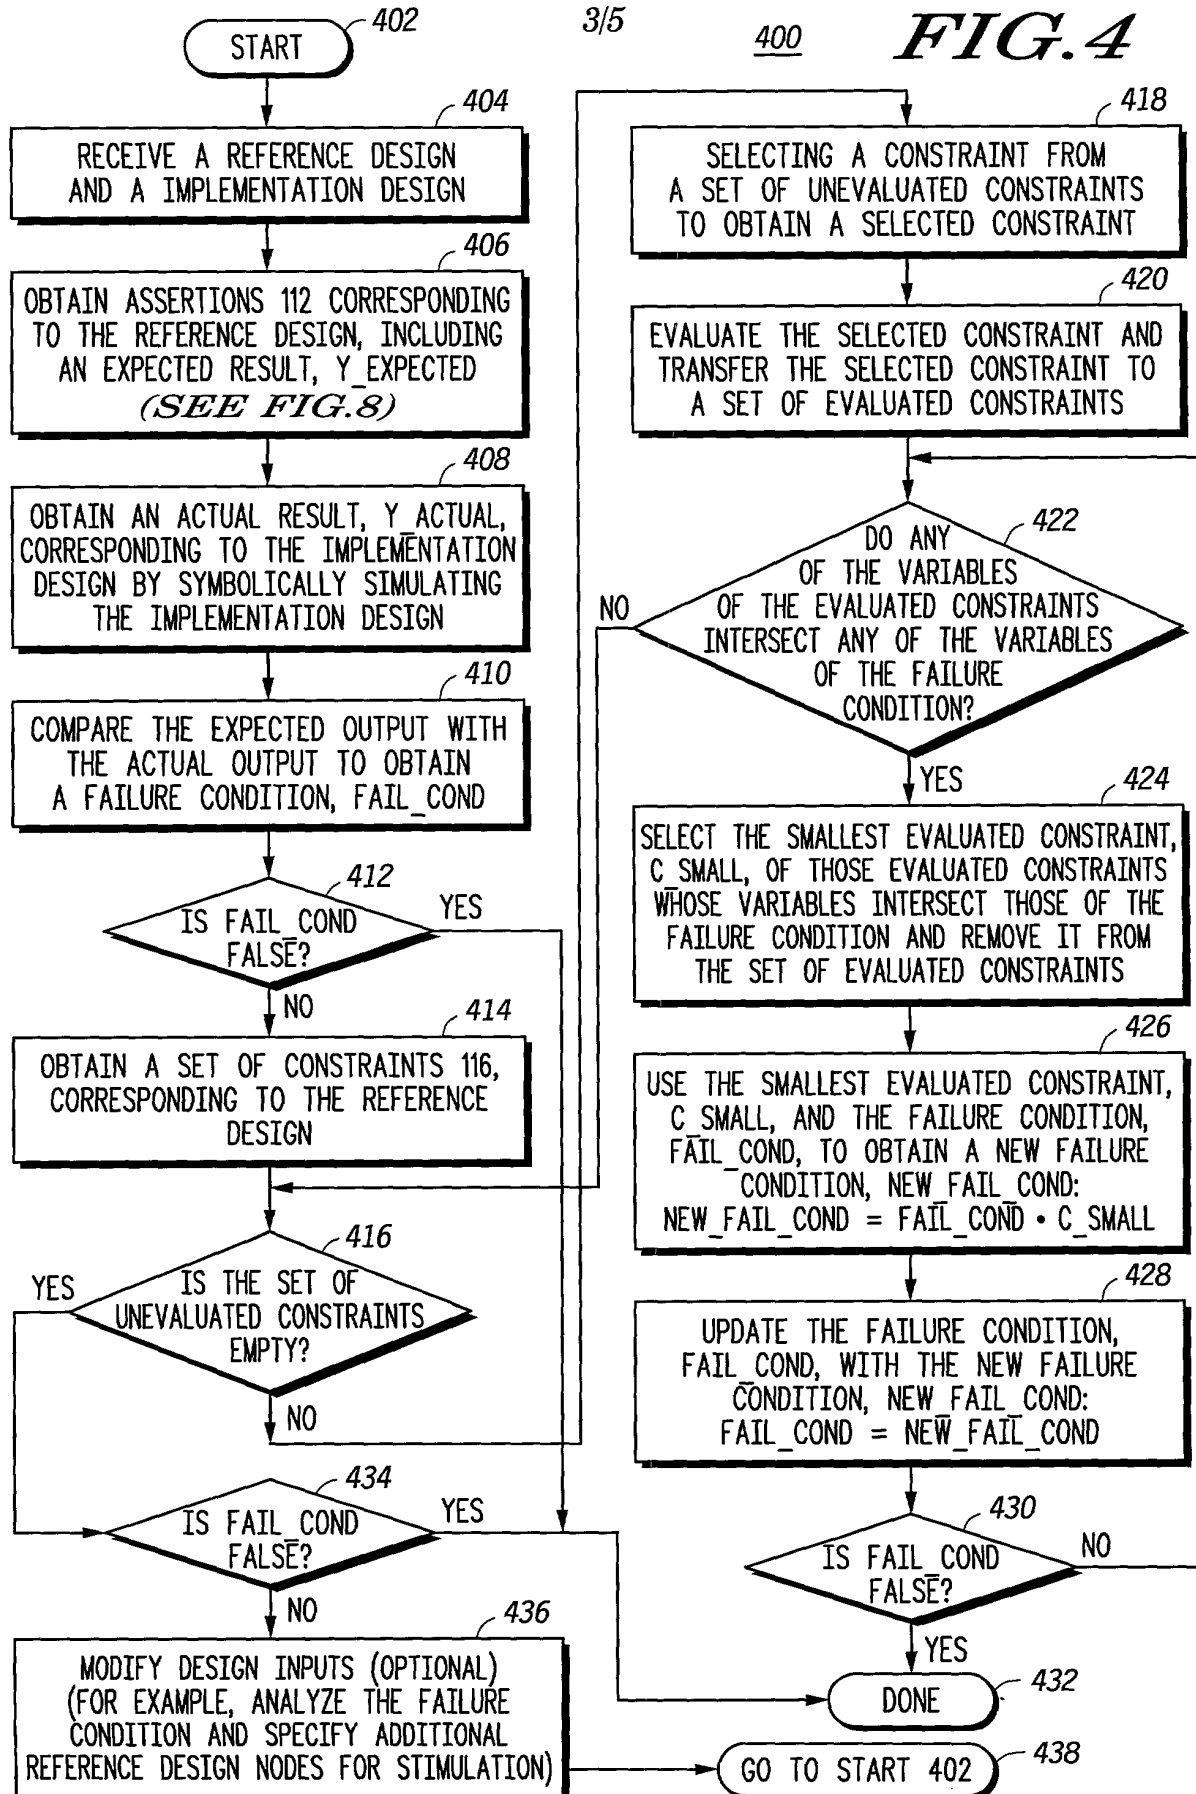 3/5
400
FIG.4
402
START
404
RECEIVE A REFERENCE DESIGN
AND A IMPLEMENTATION DESIGN
406
OBTAIN ASSERTIONS 112 CORRESPONDING
TO THE REFERENCE DESIGN, INCLUDING
AN EXPECTED RESULT, Y_EXPECTED
(SEE FIG.8)
408
OBTAIN AN ACTUAL RESULT, Y_ACTUAL,
CORRESPONDING TO THE IMPLEMENTATION
DESIGN BY SYMBOLICALLY SIMULATING
THE IMPLEMENTATION DESIGN
410
COMPARE THE EXPECTED OUTPUT WITH
THE ACTUAL OUTPUT TO OBTAIN
A FAILURE CONDITION, FAIL_COND
412
IS FAIL_COND
FALSE?
YES
NO
414
OBTAIN A SET OF CONSTRAINTS 116,
CORRESPONDING TO THE REFERENCE
DESIGN
416
YES
IS THE SET OF
UNEVALUATED CONSTRAINTS
EMPTY?
NO
434
IS FAIL_COND
FALSE?
YES
NO
436
MODIFY DESIGN INPUTS (OPTIONAL)
(FOR EXAMPLE, ANALYZE THE FAILURE
CONDITION AND SPECIFY ADDITIONAL
REFERENCE DESIGN NODES FOR STIMULATION)
418
SELECTING A CONSTRAINT FROM
A SET OF UNEVALUATED CONSTRAINTS
TO OBTAIN A SELECTED CONSTRAINT
420
EVALUATE THE SELECTED CONSTRAINT AND
TRANSFER THE SELECTED CONSTRAINT TO
A SET OF EVALUATED CONSTRAINTS
422
NO
DO ANY
OF THE VARIABLES
OF THE EVALUATED CONSTRAINTS
INTERSECT ANY OF THE VARIABLES
OF THE FAILURE
CONDITION?
YES
424
SELECT THE SMALLEST EVALUATED CONSTRAINT,
C_SMALL, OF THOSE EVALUATED CONSTRAINTS
WHOSE VARIABLES INTERSECT THOSE OF THE
FAILURE CONDITION AND REMOVE IT FROM
THE SET OF EVALUATED CONSTRAINTS
426
USE THE SMALLEST EVALUATED CONSTRAINT,
C_SMALL, AND THE FAILURE CONDITION,
FAIL_COND, TO OBTAIN A NEW FAILURE
CONDITION, NEW_FAIL_COND:
NEW_FAIL_COND = FAIL_COND • C_SMALL
428
UPDATE THE FAILURE CONDITION,
FAIL_COND, WITH THE NEW FAILURE
CONDITION, NEW_FAIL_COND:
FAIL_COND = NEW_FAIL_COND
430
IS FAIL_COND
FALSE?
NO
YES
432
DONE
438
GO TO START 402